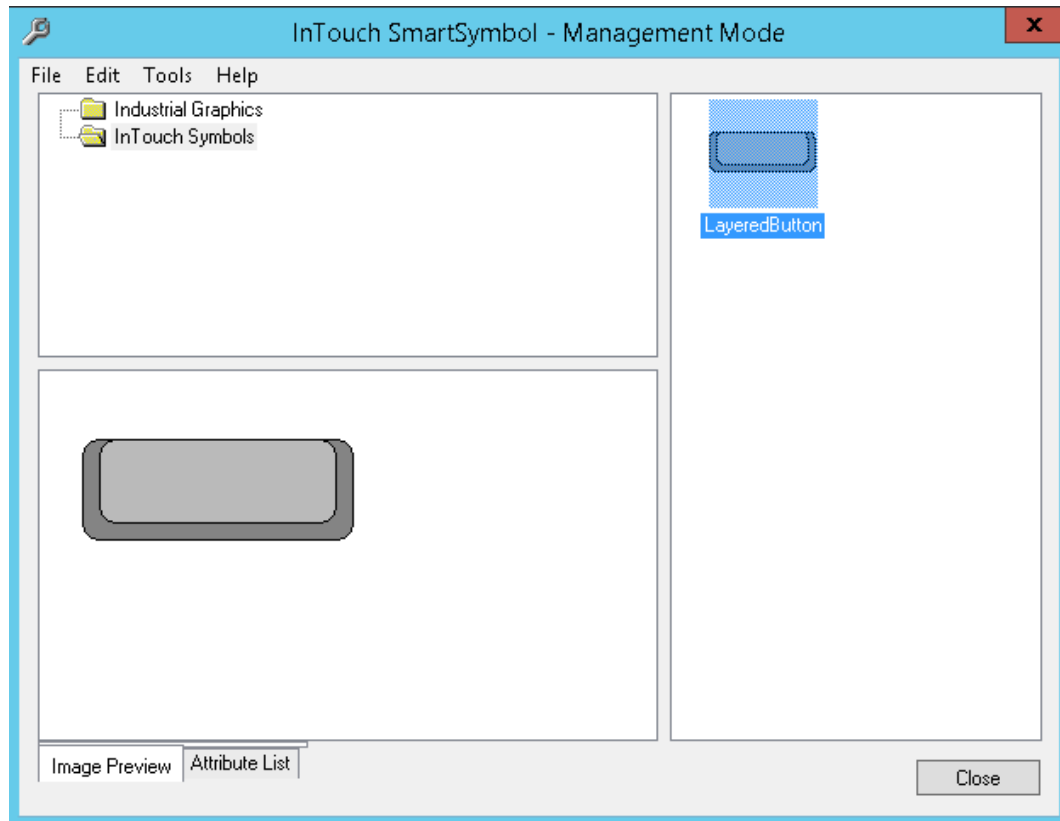 InTouch SmartSymbol - Management Mode
x
File Edit Tools Help
Industrial Graphics
InTouch Symbols
LayeredButton
Image Preview
Attribute List
Close